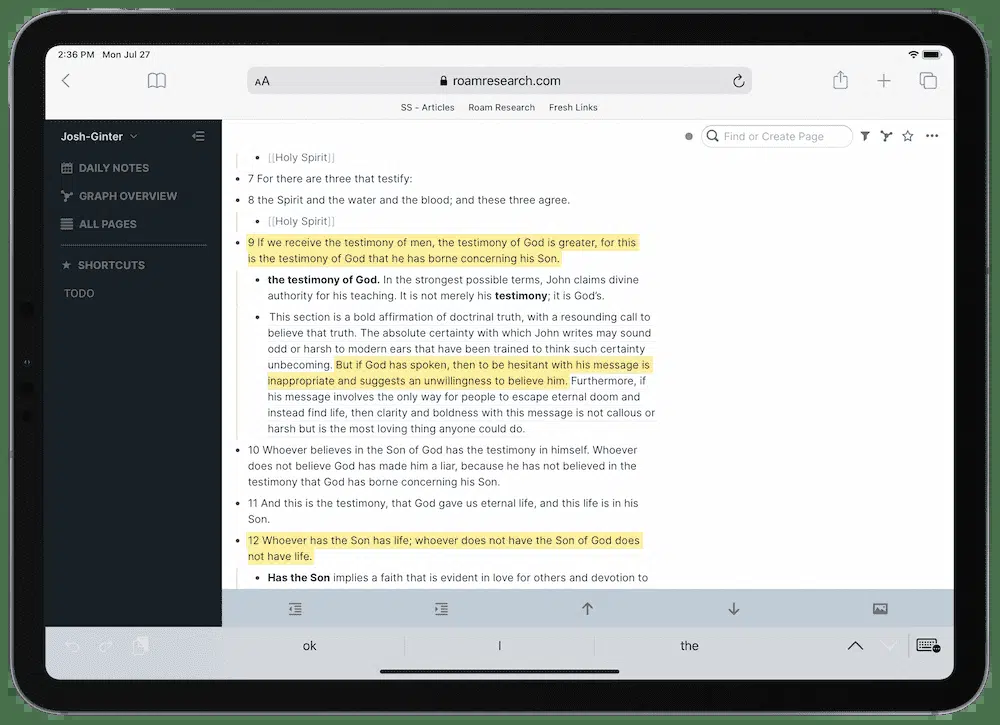 2:36 PM Mon Jul 27
AA roamresearch.com
SS - Articles Roam Research Fresh Links
Josh-Ginter
Find or Create Page
DAILY NOTES
GRAPH OVERVIEW
ALL PAGES
SHORTCUTS
TODO
• [[Holy Spirit]]
• 7 For there are three that testify:
• 8 the Spirit and the water and the blood; and these three agree.
• [[Holy Spirit]]
• 9 If we receive the testimony of men, the testimony of God is greater, for this
is the testimony of God that he has borne concerning his Son.
• the testimony of God. In the strongest possible terms, John claims divine
authority for his teaching. It is not merely his testimony; it is God's.
• This section is a bold affirmation of doctrinal truth, with a resounding call to
believe that truth. The absolute certainty with which John writes may sound
odd or harsh to modern ears that have been trained to think such certainty
unbecoming. But if God has spoken, then to be hesitant with his message is
inappropriate and suggests an unwillingness to believe him. Furthermore, if
his message involves the only way for people to escape eternal doom and
instead find life, then clarity and boldness with this message is not callous or
harsh but is the most loving thing anyone could do.
• 10 Whoever believes in the Son of God has the testimony in himself. Whoever
does not believe God has made him a liar, because he has not believed in the
testimony that God has borne concerning his Son.
• 11 And this is the testimony, that God gave us eternal life, and this life is in his
Son.
• 12 Whoever has the Son has life; whoever does not have the Son of God does
not have life.
• Has the Son implies a faith that is evident in love for others and devotion to
ok I the